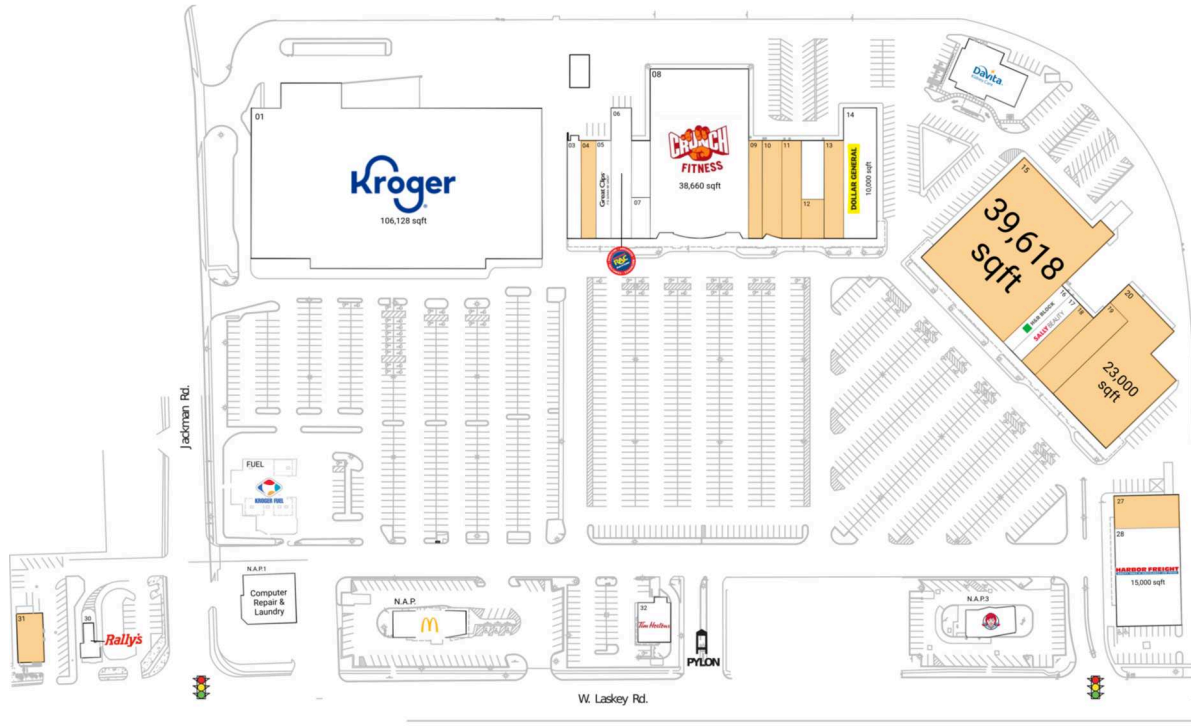 01
Kroger
106,128 sqft
03
04
05
Great Clips
06
07
RAC
08
CRUNCH
FITNESS
38,660 sqft
09
10
11
12
13
14
DOLLAR GENERAL
10,000 sqft
DaVita
15
39,618
sqft
H&R BLOCK
17
SALLY BEAUTY
18
19
20
23,000
sqft
Jackman Rd.
FUEL
KROGER FUEL
27
28
HARBOR FREIGHT
15,000 sqft
31
30
Rally's
N.A.P.1
Computer
Repair &
Laundry
N.A.P.
32
Tim Hortons
PYLON
N.A.P.3
W. Laskey Rd.